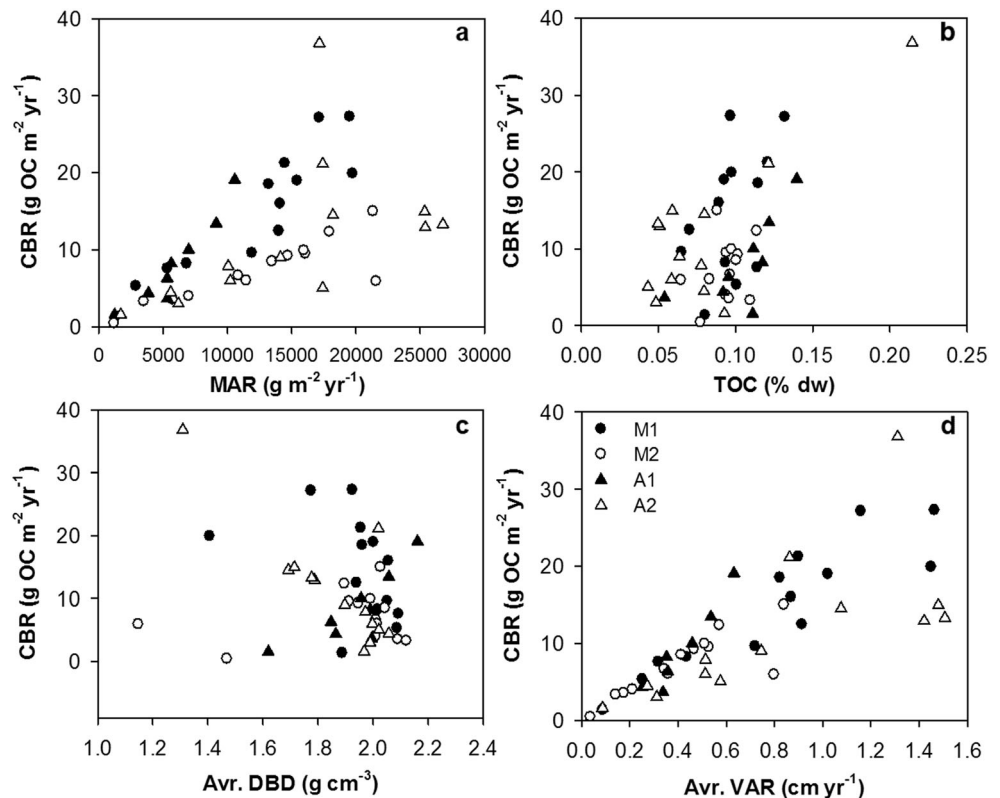 a
CBR (g OC m⁻² yr⁻¹)
40
30
20
10
0
0 5000 10000 15000 20000 25000 30000
MAR (g m⁻² yr⁻¹)
b
CBR (g OC m⁻² yr⁻¹)
40
30
20
10
0
0.00 0.05 0.10 0.15 0.20 0.25
TOC (% dw)
c
CBR (g OC m⁻² yr⁻¹)
40
30
20
10
0
1.0 1.2 1.4 1.6 1.8 2.0 2.2 2.4
Avr. DBD (g cm⁻³)
d
M1
M2
A1
A2
CBR (g OC m⁻² yr⁻¹)
40
30
20
10
0
0.0 0.2 0.4 0.6 0.8 1.0 1.2 1.4 1.6
Avr. VAR (cm yr⁻¹)